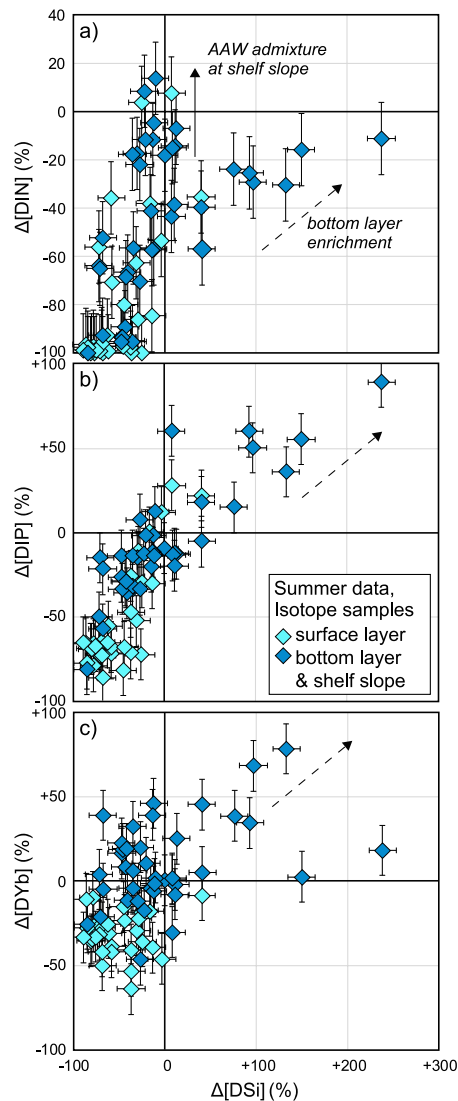 40
a)
AAW admixture
at shelf slope
20
0
-20
-40
-60
-80
-100
Δ[DIN] (%)
bottom layer
enrichment
+100
b)
+50
0
-50
-100
Δ[DIP] (%)
Summer data,
Isotope samples
surface layer
bottom layer
& shelf slope
+100
c)
+50
0
-50
-100
Δ[DYb] (%)
-100
0
+100
+200
+300
Δ[DSi] (%)